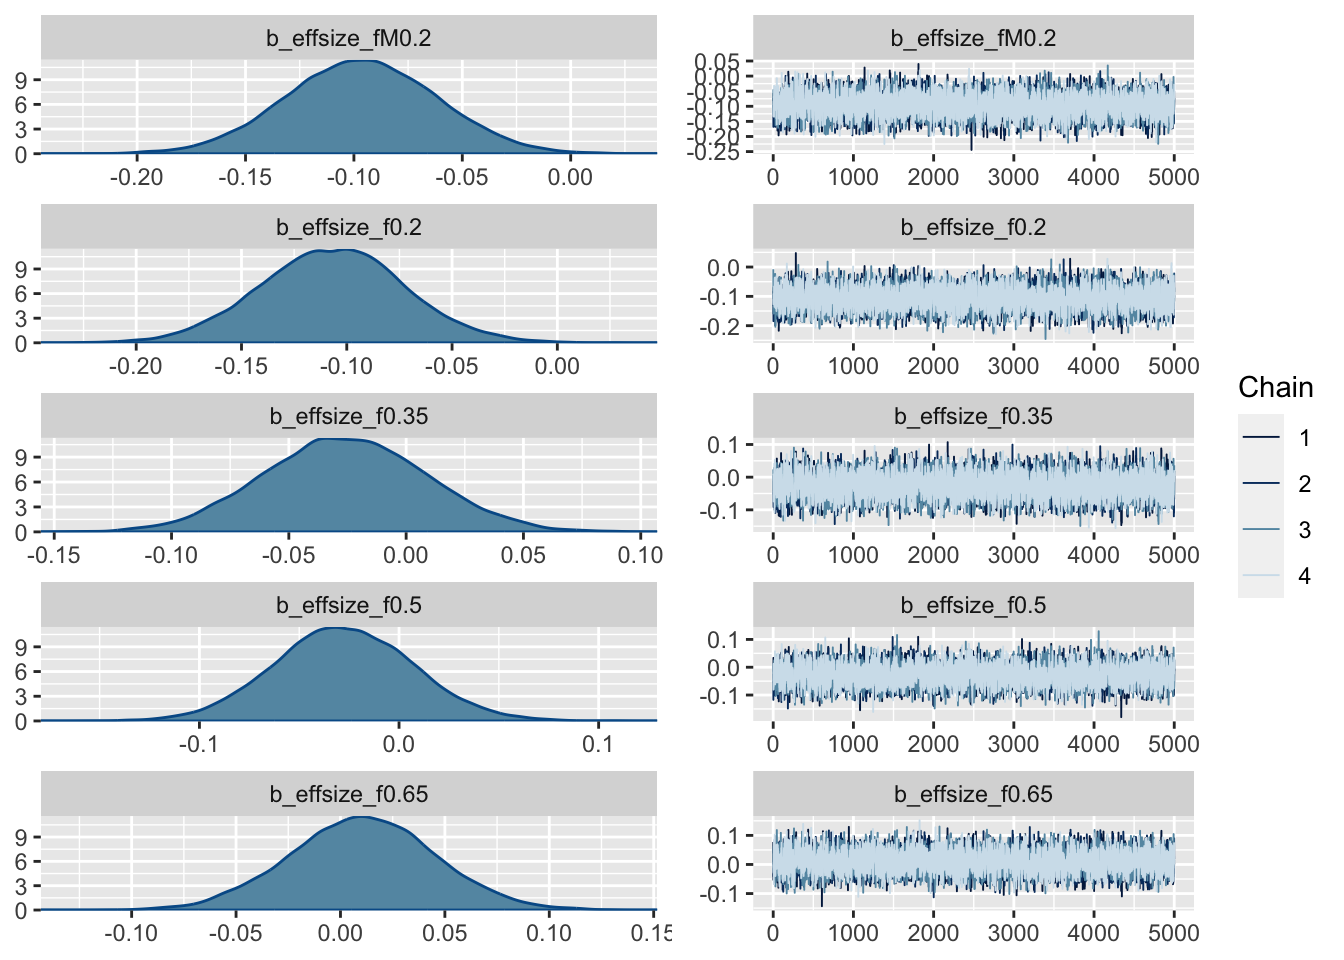 b_effsize_fM0.2
9
6
3
0
-0.20 -0.15 -0.10 -0.05 0.00
b_effsize_fM0.2
0.05
0.00
-0.05
-0.10
-0.15
-0.20
-0.25
0 1000 2000 3000 4000 5000
b_effsize_f0.2
9
6
3
0
-0.20 -0.15 -0.10 -0.05 0.00
b_effsize_f0.2
0.0
-0.1
-0.2
0 1000 2000 3000 4000 5000
b_effsize_f0.35
9
6
3
0
-0.15 -0.10 -0.05 0.00 0.05 0.10
b_effsize_f0.35
0.1
0.0
-0.1
0 1000 2000 3000 4000 5000
b_effsize_f0.5
9
6
3
0
-0.1 0.0 0.1
b_effsize_f0.5
0.1
0.0
-0.1
0 1000 2000 3000 4000 5000
b_effsize_f0.65
9
6
3
0
-0.10 -0.05 0.00 0.05 0.10 0.15
b_effsize_f0.65
0.1
0.0
-0.1
0 1000 2000 3000 4000 5000
Chain
1
2
3
4